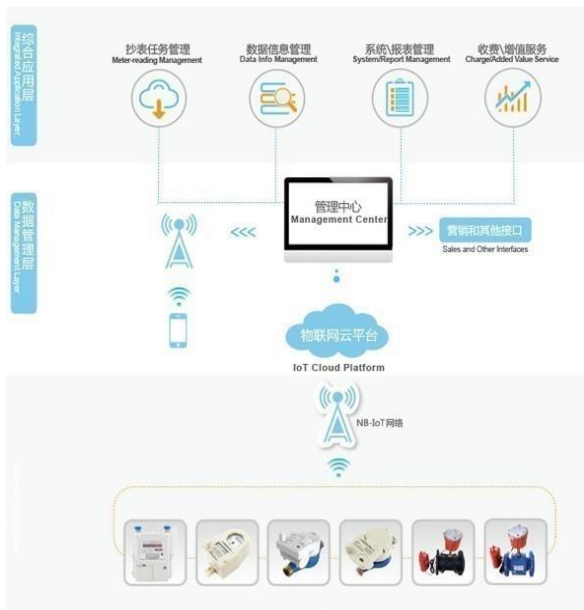 综合应用层
Integrated Application Layer
抄表任务管理
Meter-reading Management
数据信息管理
Data Info Management
系统\报表管理
System/Report Management
收费\增值服务
Charge/Added Value Service
数据管理层
Data Management Layer
管理中心
Management Center
<<<
>>>
营销和其他接口
Sales and Other Interfaces
物联网云平台
IoT Cloud Platform
NB-IoT网络